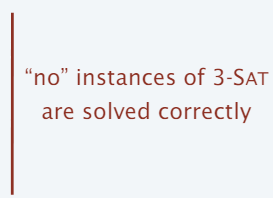 “no” instances of 3-SAT
are solved correctly